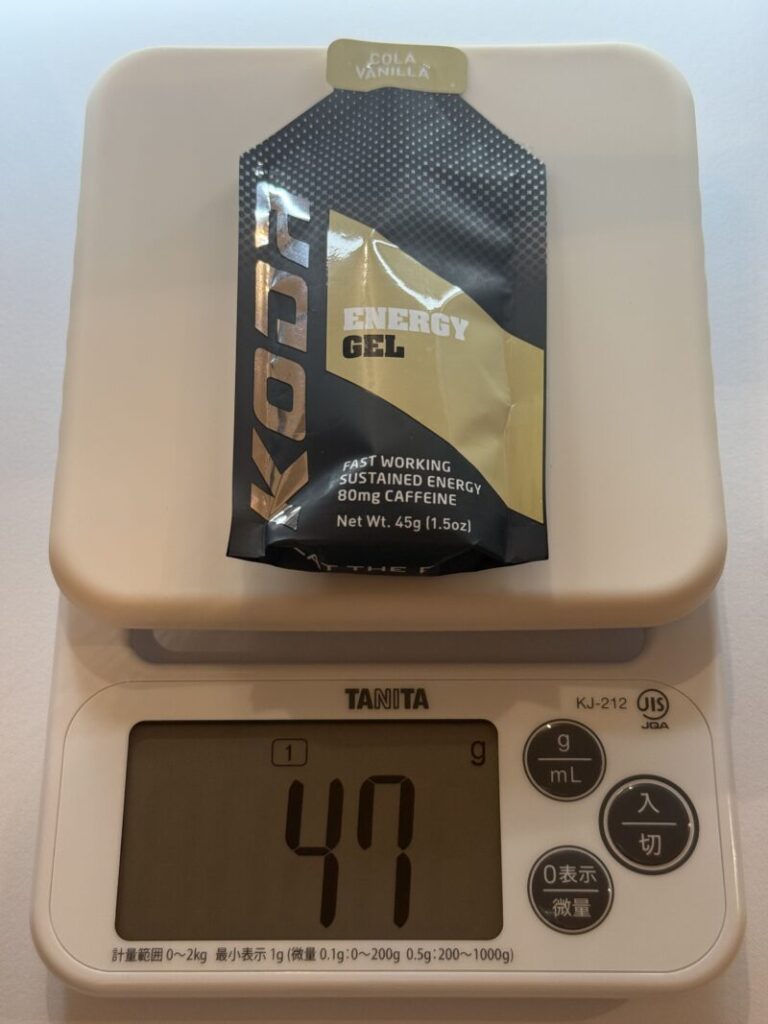 COLA
VANILLA
KODA
ENERGY
GEL
FAST WORKING
SUSTAINED ENERGY
80mg CAFFEINE
Net Wt. 45g (1.5oz)
THE
TANITA
KJ-212
JIS
JQA
1
g
47
g
mL
入
切
0表示
微量
計量範囲 0〜2kg 最小表示 1g (微量 0.1g:0〜200g 0.5g:200〜1000g)